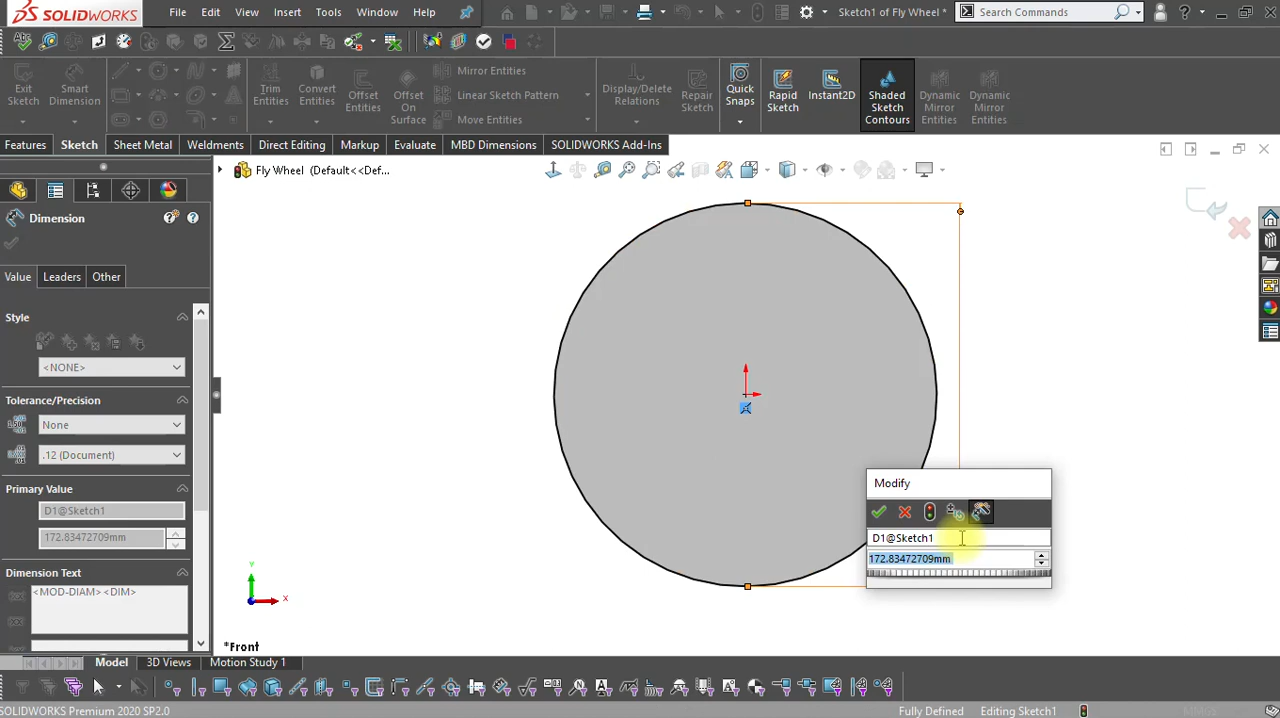 SOLIDWORKS File Edit View Insert Tools Window Help Sketch1 of Fly Wheel * Search Commands
Exit Sketch
Smart Dimension
Trim Entities
Convert Entities
Offset Entities
Offset On Surface
Mirror Entities
Linear Sketch Pattern
Move Entities
Display/Delete Relations
Repair Sketch
Quick Snaps
Rapid Sketch
Instant2D
Shaded Sketch Contours
Dynamic Mirror Entities
Dynamic Mirror Entities
Features Sketch Sheet Metal Weldments Direct Editing Markup Evaluate MBD Dimensions SOLIDWORKS Add-Ins
Fly Wheel (Default<<Def...
Dimension
Value Leaders Other
Style
<NONE>
Tolerance/Precision
None
.12 (Document)
Primary Value
D1@Sketch1
172.83472709mm
Dimension Text
<MOD-DIAM> <DIM>
Modify
D1@Sketch1
172.83472709mm
Y
X
*Front
Model 3D Views Motion Study 1
SOLIDWORKS Premium 2020 SP2.0 Fully Defined Editing Sketch1